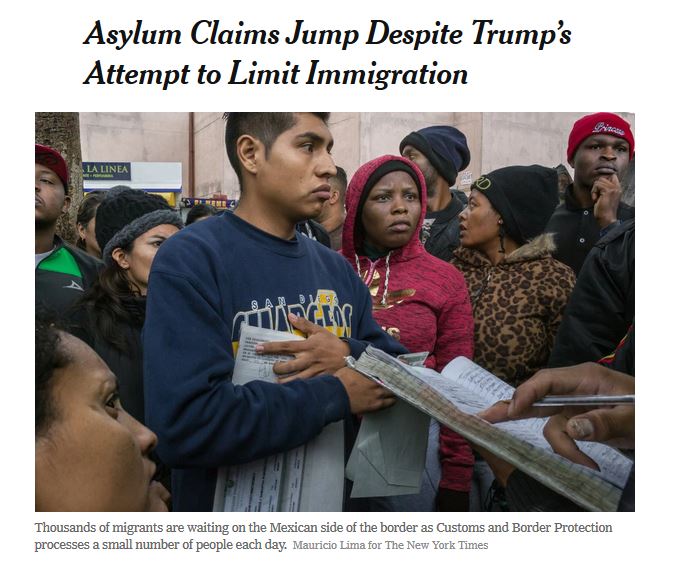 Asylum Claims Jump Despite Trump's
Attempt to Limit Immigration
LA LINEA
Princess
SAN DIEGO
CHARGERS
Thousands of migrants are waiting on the Mexican side of the border as Customs and Border Protection
processes a small number of people each day. Mauricio Lima for The New York Times